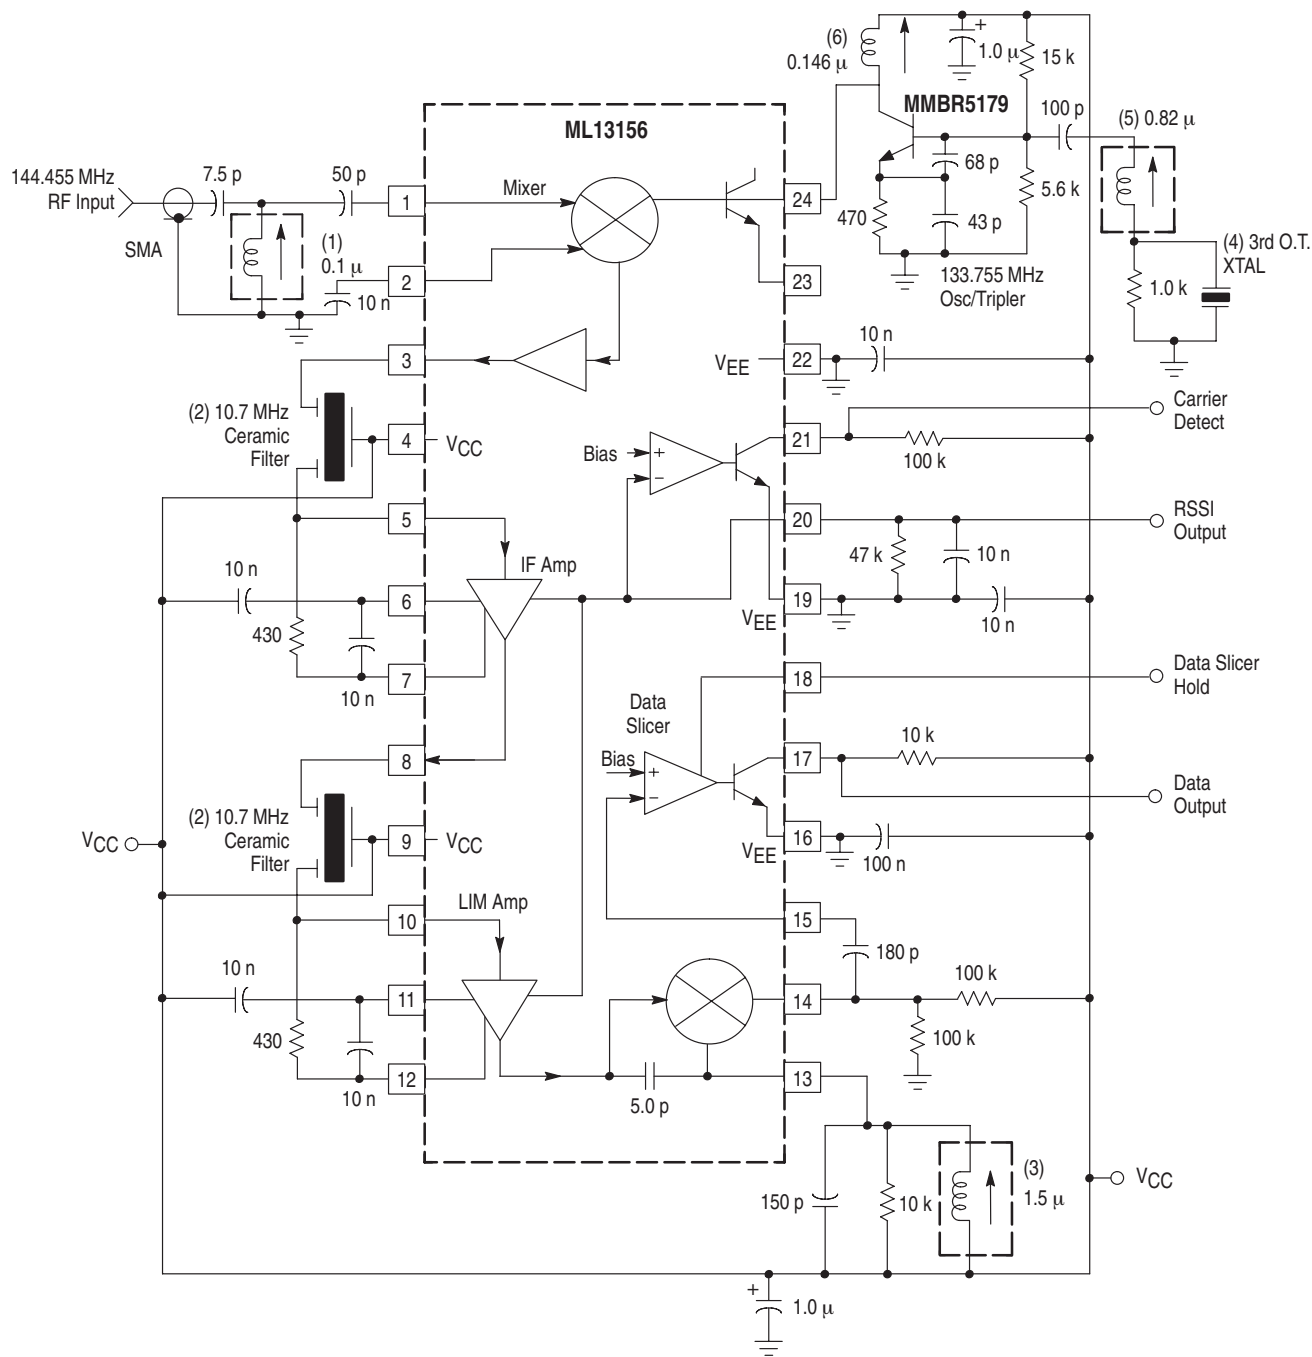 (6)
0.146 µ
+
1.0 µ
15 k
ML13156
MMBR5179
100 p
(5) 0.82 µ
144.455 MHz
RF Input
7.5 p
50 p
1
Mixer
24
68 p
5.6 k
470
43 p
SMA
(1)
0.1 µ
10 n
2
23
133.755 MHz
Osc/Tripler
1.0 k
(4) 3rd O.T.
XTAL
3
VEE
22
10 n
(2) 10.7 MHz
Ceramic
Filter
4
VCC
Bias
+
−
21
100 k
Carrier
Detect
5
20
RSSI
Output
47 k
10 n
IF Amp
10 n
6
VEE
19
10 n
430
10 n
7
18
Data Slicer
Hold
Data
Slicer
8
Bias
+
−
17
10 k
Data
Output
(2) 10.7 MHz
Ceramic
Filter
VCC
9
VCC
VEE
16
100 n
LIM Amp
10
15
180 p
10 n
11
14
100 k
100 k
430
10 n
12
5.0 p
13
150 p
10 k
(3)
1.5 µ
VCC
+
1.0 µ